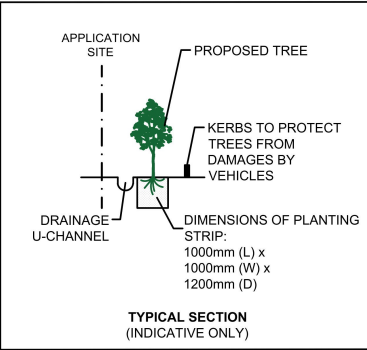 APPLICATION
SITE
PROPOSED TREE
KERBS TO PROTECT
TREES FROM
DAMAGES BY
VEHICLES
DRAINAGE
U-CHANNEL
DIMENSIONS OF PLANTING
STRIP:
1000mm (L) x
1000mm (W) x
1200mm (D)
TYPICAL SECTION
(INDICATIVE ONLY)